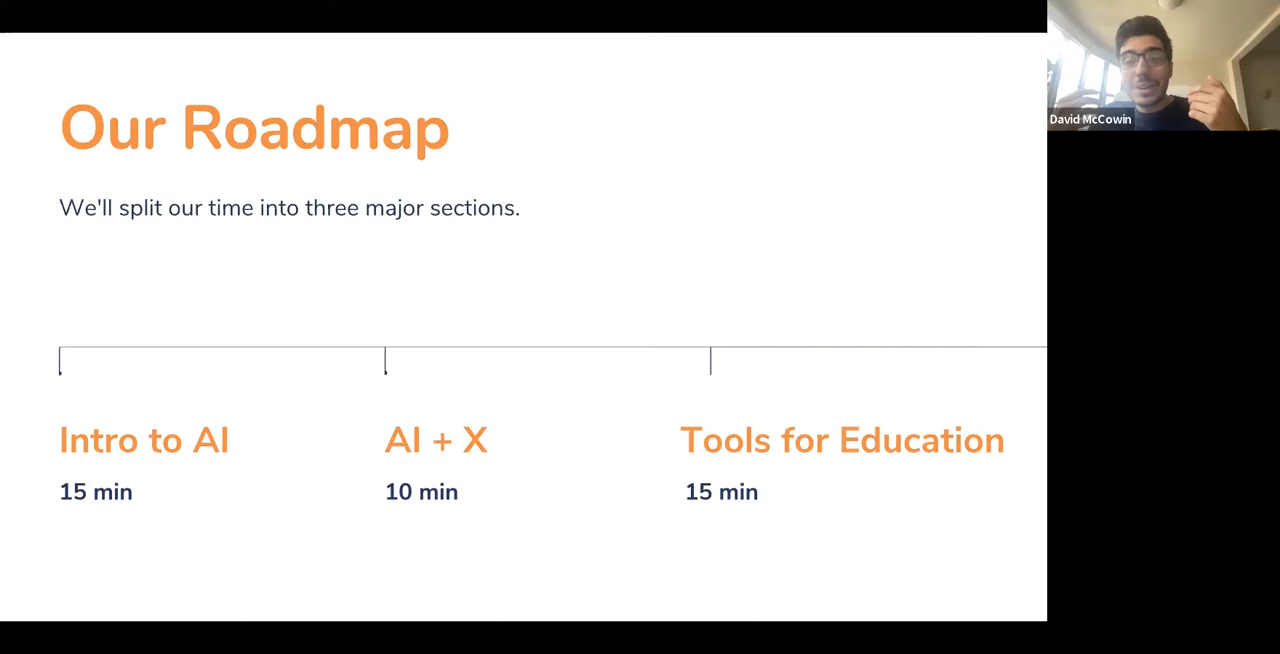 Our Roadmap
We'll split our time into three major sections.
Intro to AI
AI + X
Tools for Education
15 min
10 min
15 min
David McCowin